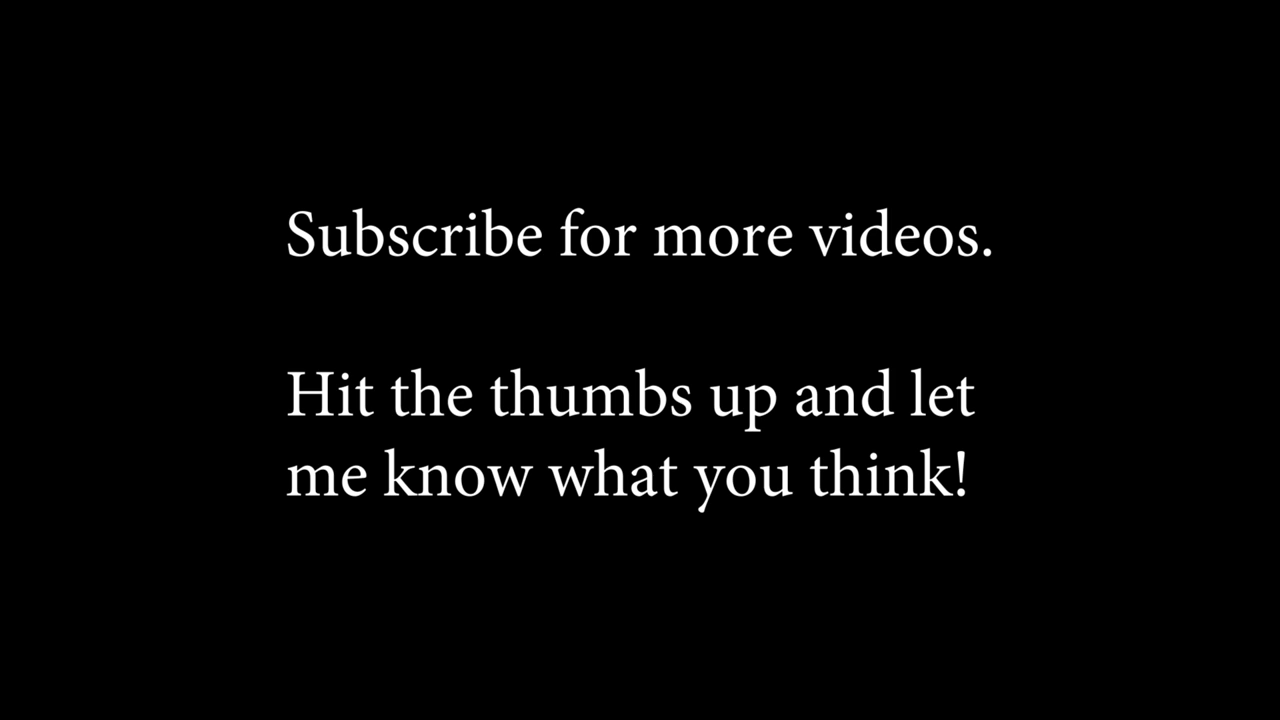 Subscribe for more videos.
Hit the thumbs up and let
me know what you think!